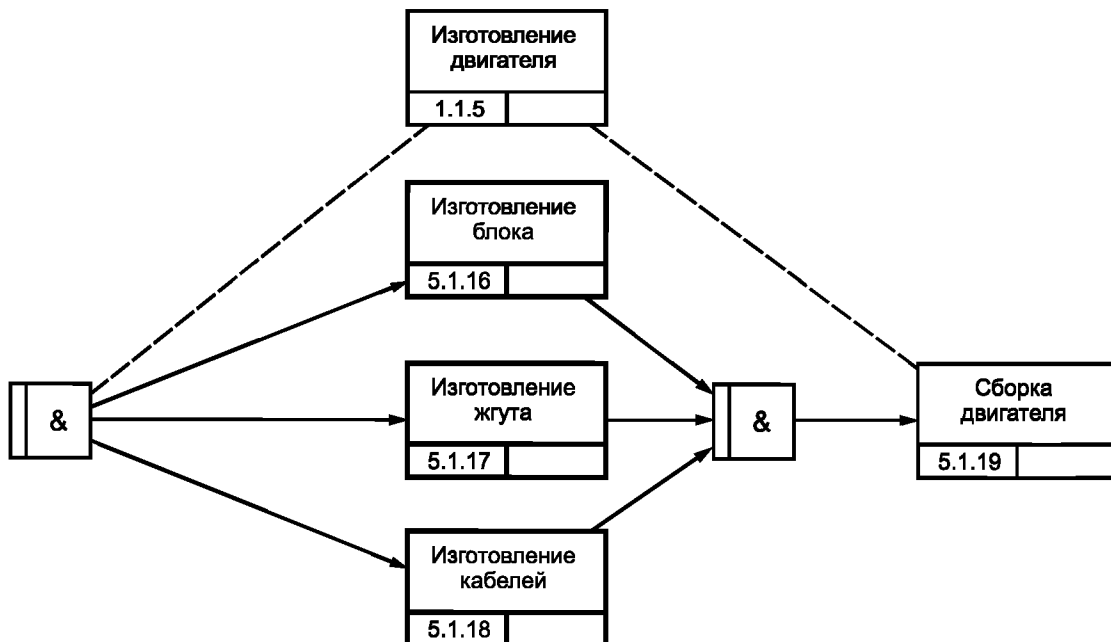 Изготовление
двигателя
1.1.5
Изготовление
блока
5.1.16
&
Изготовление
жгута
5.1.17
&
Сборка
двигателя
5.1.19
Изготовление
кабелей
5.1.18